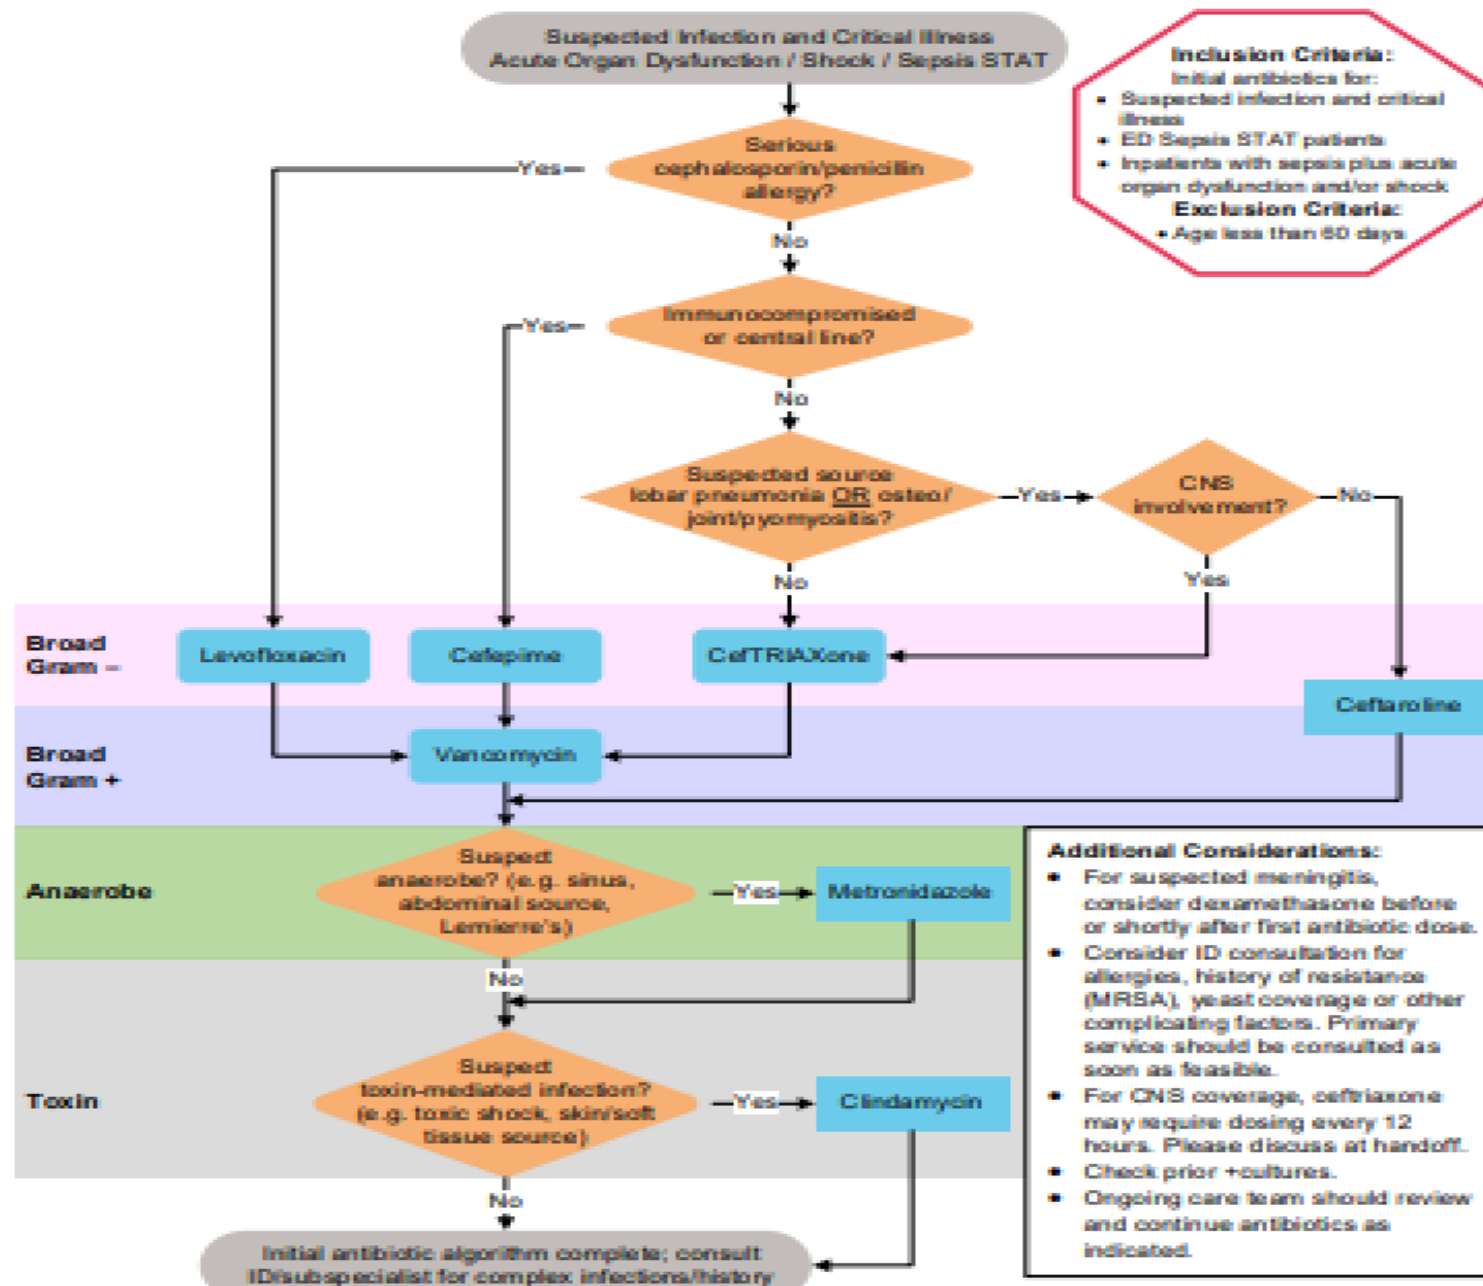 Suspected Infection and Critical Illness
Acute Organ Dysfunction / Shock / Sepsis STAT
Inclusion Criteria:
Initial antibiotics for:
• Suspected infection and critical
illness
• ED Sepsis STAT patients
• Inpatients with sepsis plus acute
organ dysfunction and/or shock
Exclusion Criteria:
• Age less than 60 days
Serious
cephalosporin/penicillin
allergy?
Yes
No
Immunocompromised
or central line?
Yes
No
Suspected source
lobar pneumonia OR osteo/
joint/pyomyositis?
Yes
CNS
involvement?
No
No
Yes
Broad
Gram –
Levofloxacin
Cefepime
CefTRIAXone
Ceftaroline
Broad
Gram +
Vancomycin
Anaerobe
Suspect
anaerobe? (e.g. sinus,
abdominal source,
Lemierre's)
Yes
Metronidazole
No
Toxin
Suspect
toxin-mediated infection?
(e.g. toxic shock, skin/soft
tissue source)
Yes
Clindamycin
No
Initial antibiotic algorithm complete; consult
ID/subspecialist for complex infections/history
Additional Considerations:
• For suspected meningitis,
consider dexamethasone before
or shortly after first antibiotic dose.
• Consider ID consultation for
allergies, history of resistance
(MRSA), yeast coverage or other
complicating factors. Primary
service should be consulted as
soon as feasible.
• For CNS coverage, ceftriaxone
may require dosing every 12
hours. Please discuss at handoff.
• Check prior +cultures.
• Ongoing care team should review
and continue antibiotics as
indicated.